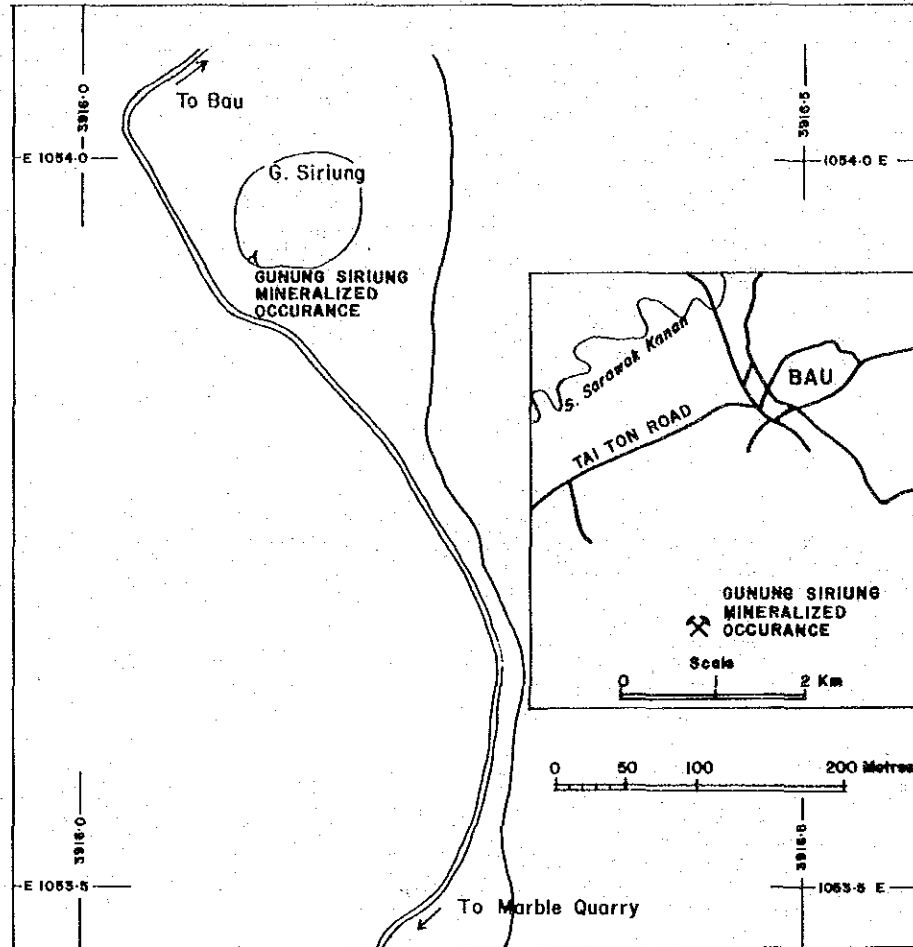 To Bau
3916·0
3916·5
E 1054·0
1054·0 E
G. Siriung
GUNUNG SIRIUNG
MINERALIZED
OCCURANCE
S. Sarawak Kanan
BAU
TAI TON ROAD
GUNUNG SIRIUNG
MINERALIZED
OCCURANCE
Scale
0 2 Km
0 50 100 200 Metres
3916·0
3916·5
E 1053·5
1053·5 E
To Marble Quarry